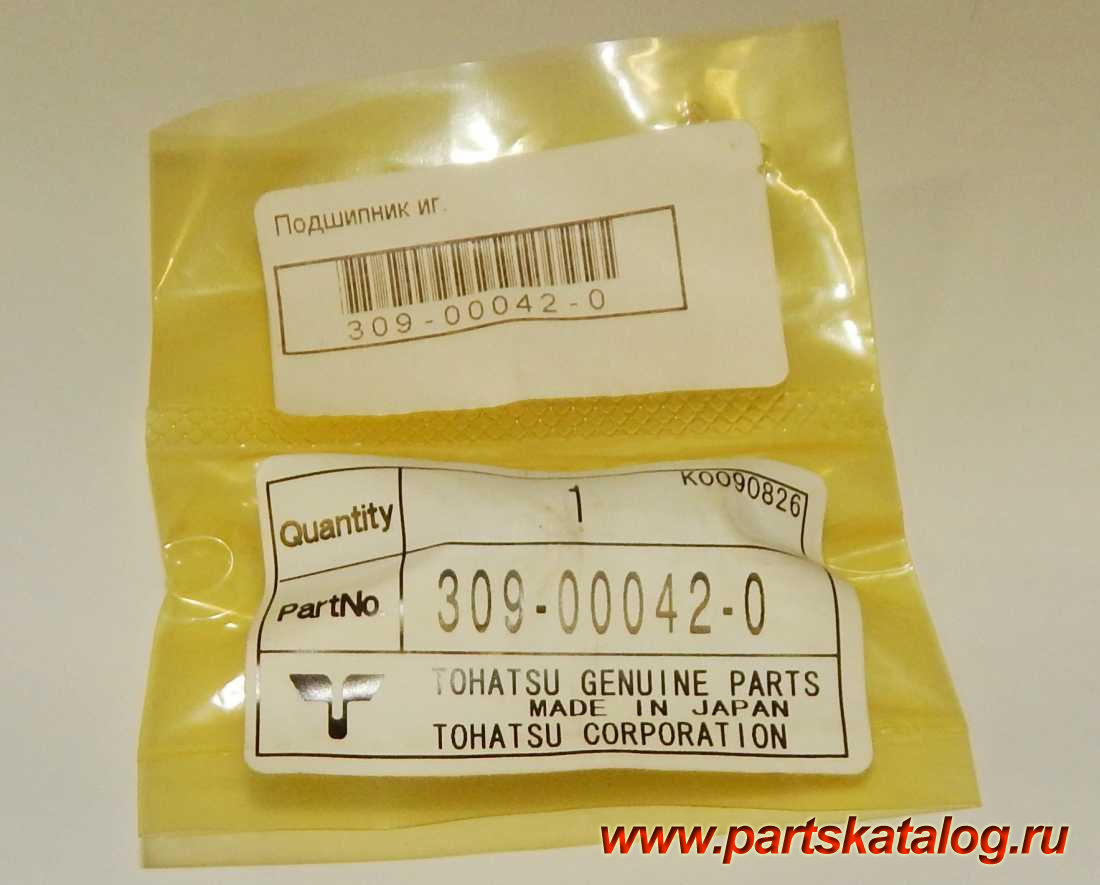 Подшипник иг.
309-00042-0
K0090826
Quantity 1
PartNo. 309-00042-0
TOHATSU GENUINE PARTS
MADE IN JAPAN
TOHATSU CORPORATION
www.partskatalog.ru